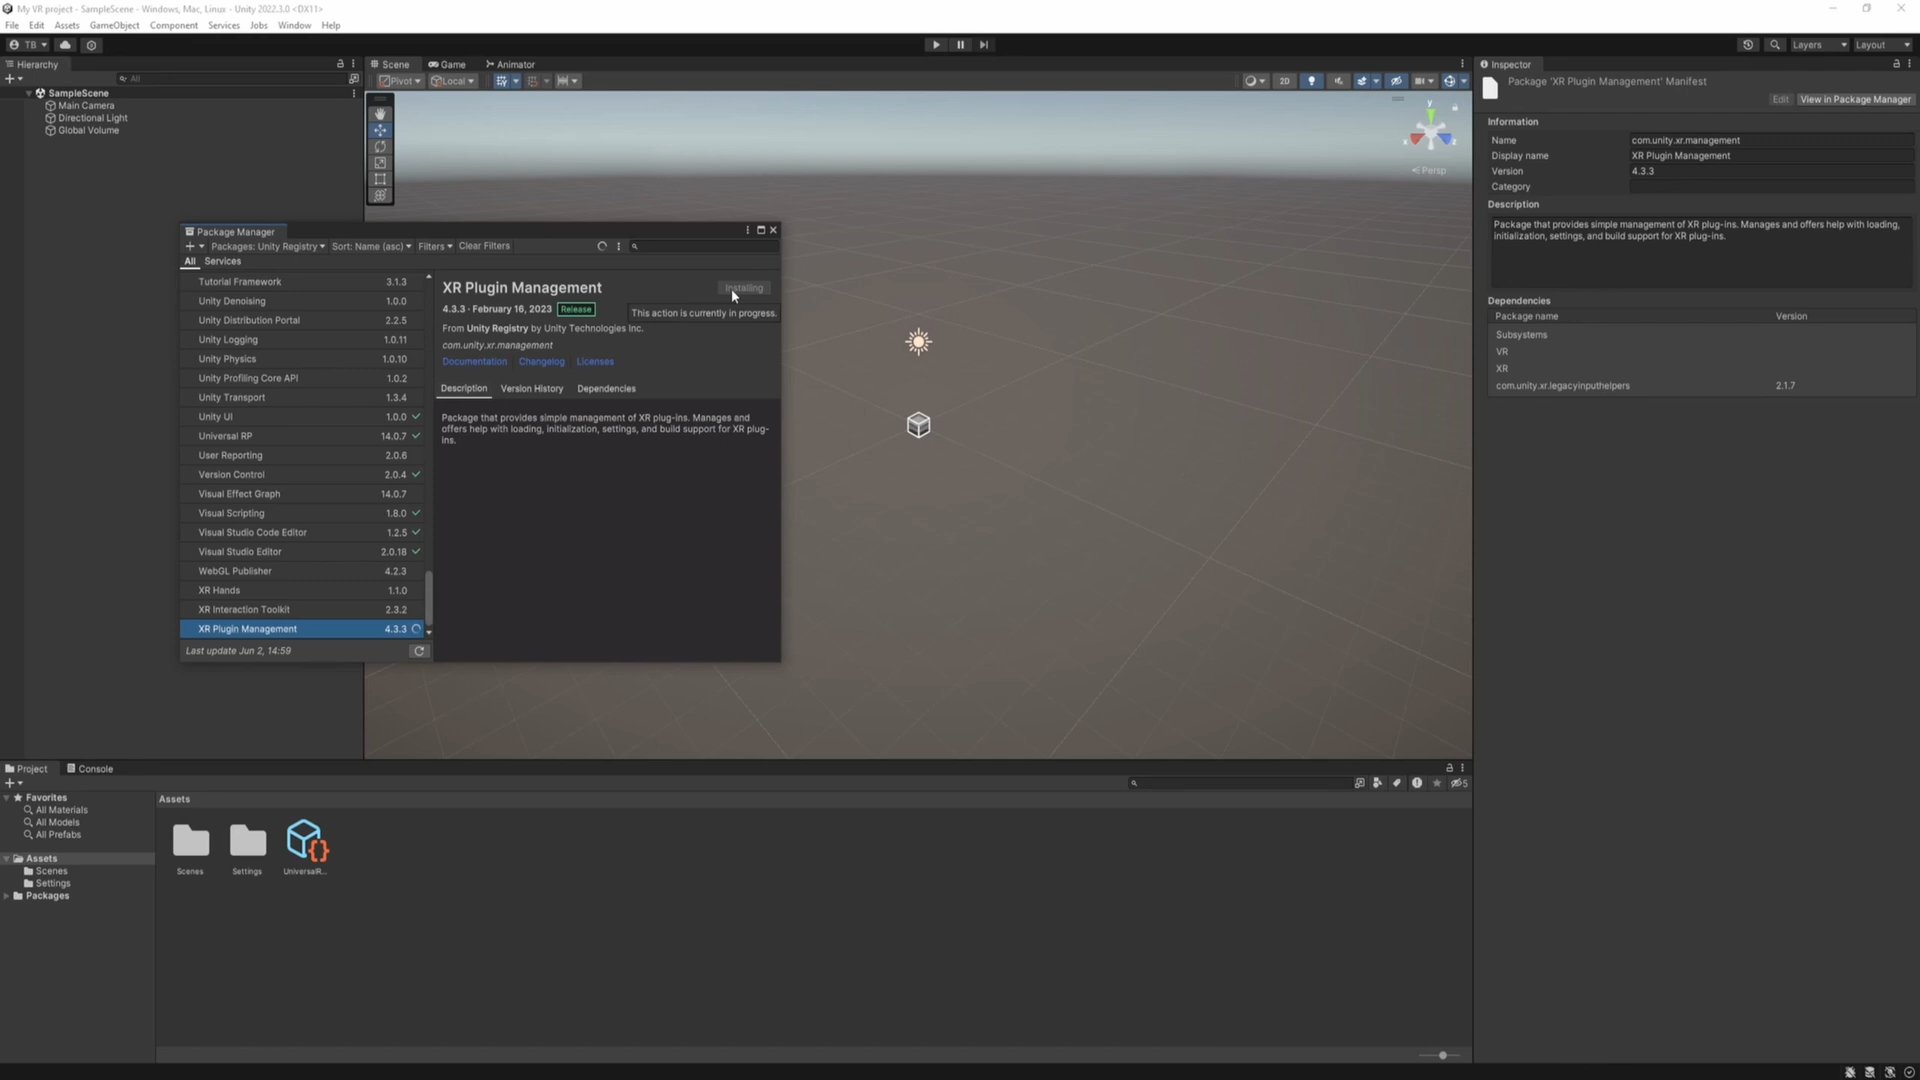 My VR project - SampleScene - Windows, Mac, Linux - Unity 2022.3.0 <DX11>
File Edit Assets GameObject Component Services Jobs Window Help
TB Layers Layout
Hierarchy
All
SampleScene
Main Camera
Directional Light
Global Volume
Scene Game Animator
Pivot Local 2D
y
x z
Persp
Package Manager
Packages: Unity Registry Sort: Name (asc) Filters Clear Filters
All Services
Tutorial Framework 3.1.3
Unity Denoising 1.0.0
Unity Distribution Portal 2.2.5
Unity Logging 1.0.11
Unity Physics 1.0.10
Unity Profiling Core API 1.0.2
Unity Transport 1.3.4
Unity UI 1.0.0
Universal RP 14.0.7
User Reporting 2.0.6
Version Control 2.0.4
Visual Effect Graph 14.0.7
Visual Scripting 1.8.0
Visual Studio Code Editor 1.2.5
Visual Studio Editor 2.0.18
WebGL Publisher 4.2.3
XR Hands 1.1.0
XR Interaction Toolkit 2.3.2
XR Plugin Management 4.3.3
Last update Jun 2, 14:59
XR Plugin Management Installing
4.3.3 · February 16, 2023 Release
This action is currently in progress.
From Unity Registry by Unity Technologies Inc.
com.unity.xr.management
Documentation Changelog Licenses
Description Version History Dependencies
Package that provides simple management of XR plug-ins. Manages and
offers help with loading, initialization, settings, and build support for XR plug-
ins.
Inspector
Package 'XR Plugin Management' Manifest
Edit View in Package Manager
Information
Name com.unity.xr.management
Display name XR Plugin Management
Version 4.3.3
Category
Description
Package that provides simple management of XR plug-ins. Manages and offers help with loading,
initialization, settings, and build support for XR plug-ins.
Dependencies
Package name Version
Subsystems
VR
XR
com.unity.xr.legacyinputhelpers 2.1.7
Project Console
5
Favorites
All Materials
All Models
All Prefabs
Assets
Scenes
Settings
Packages
Assets
Scenes Settings UniversalR...